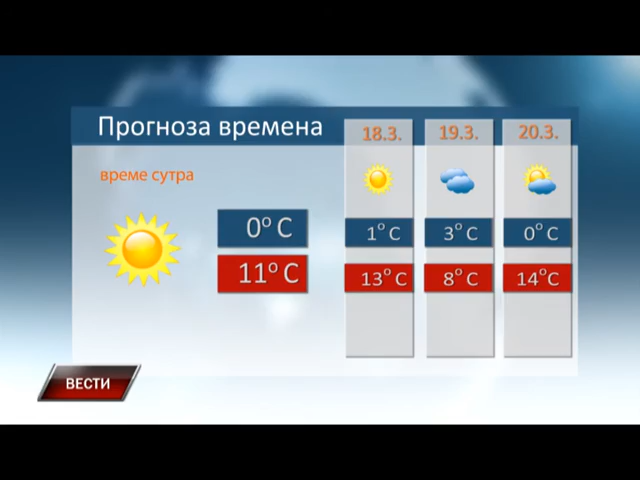 Прогноза времена
време сутра
0° C
11° C
18.3.
1° C
13° C
19.3.
3° C
8° C
20.3.
0° C
14° C
ВЕСТИ